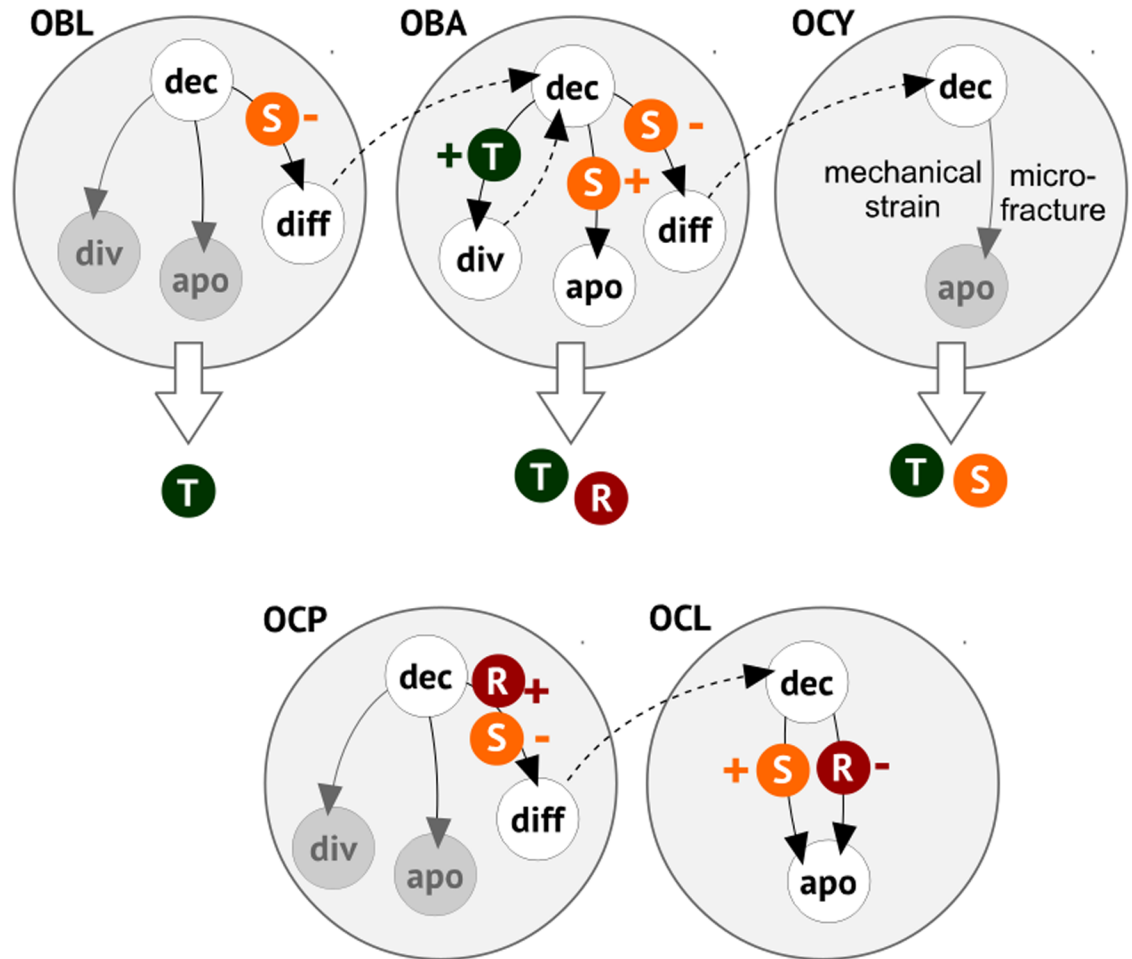 OBL
dec
S -
div
apo
diff
T
OBA
dec
+ T
S +
S -
div
apo
diff
T
R
OCY
dec
mechanical
strain
micro-
fracture
apo
T
S
OCP
dec
R +
S -
div
apo
diff
OCL
dec
+ S
R -
apo